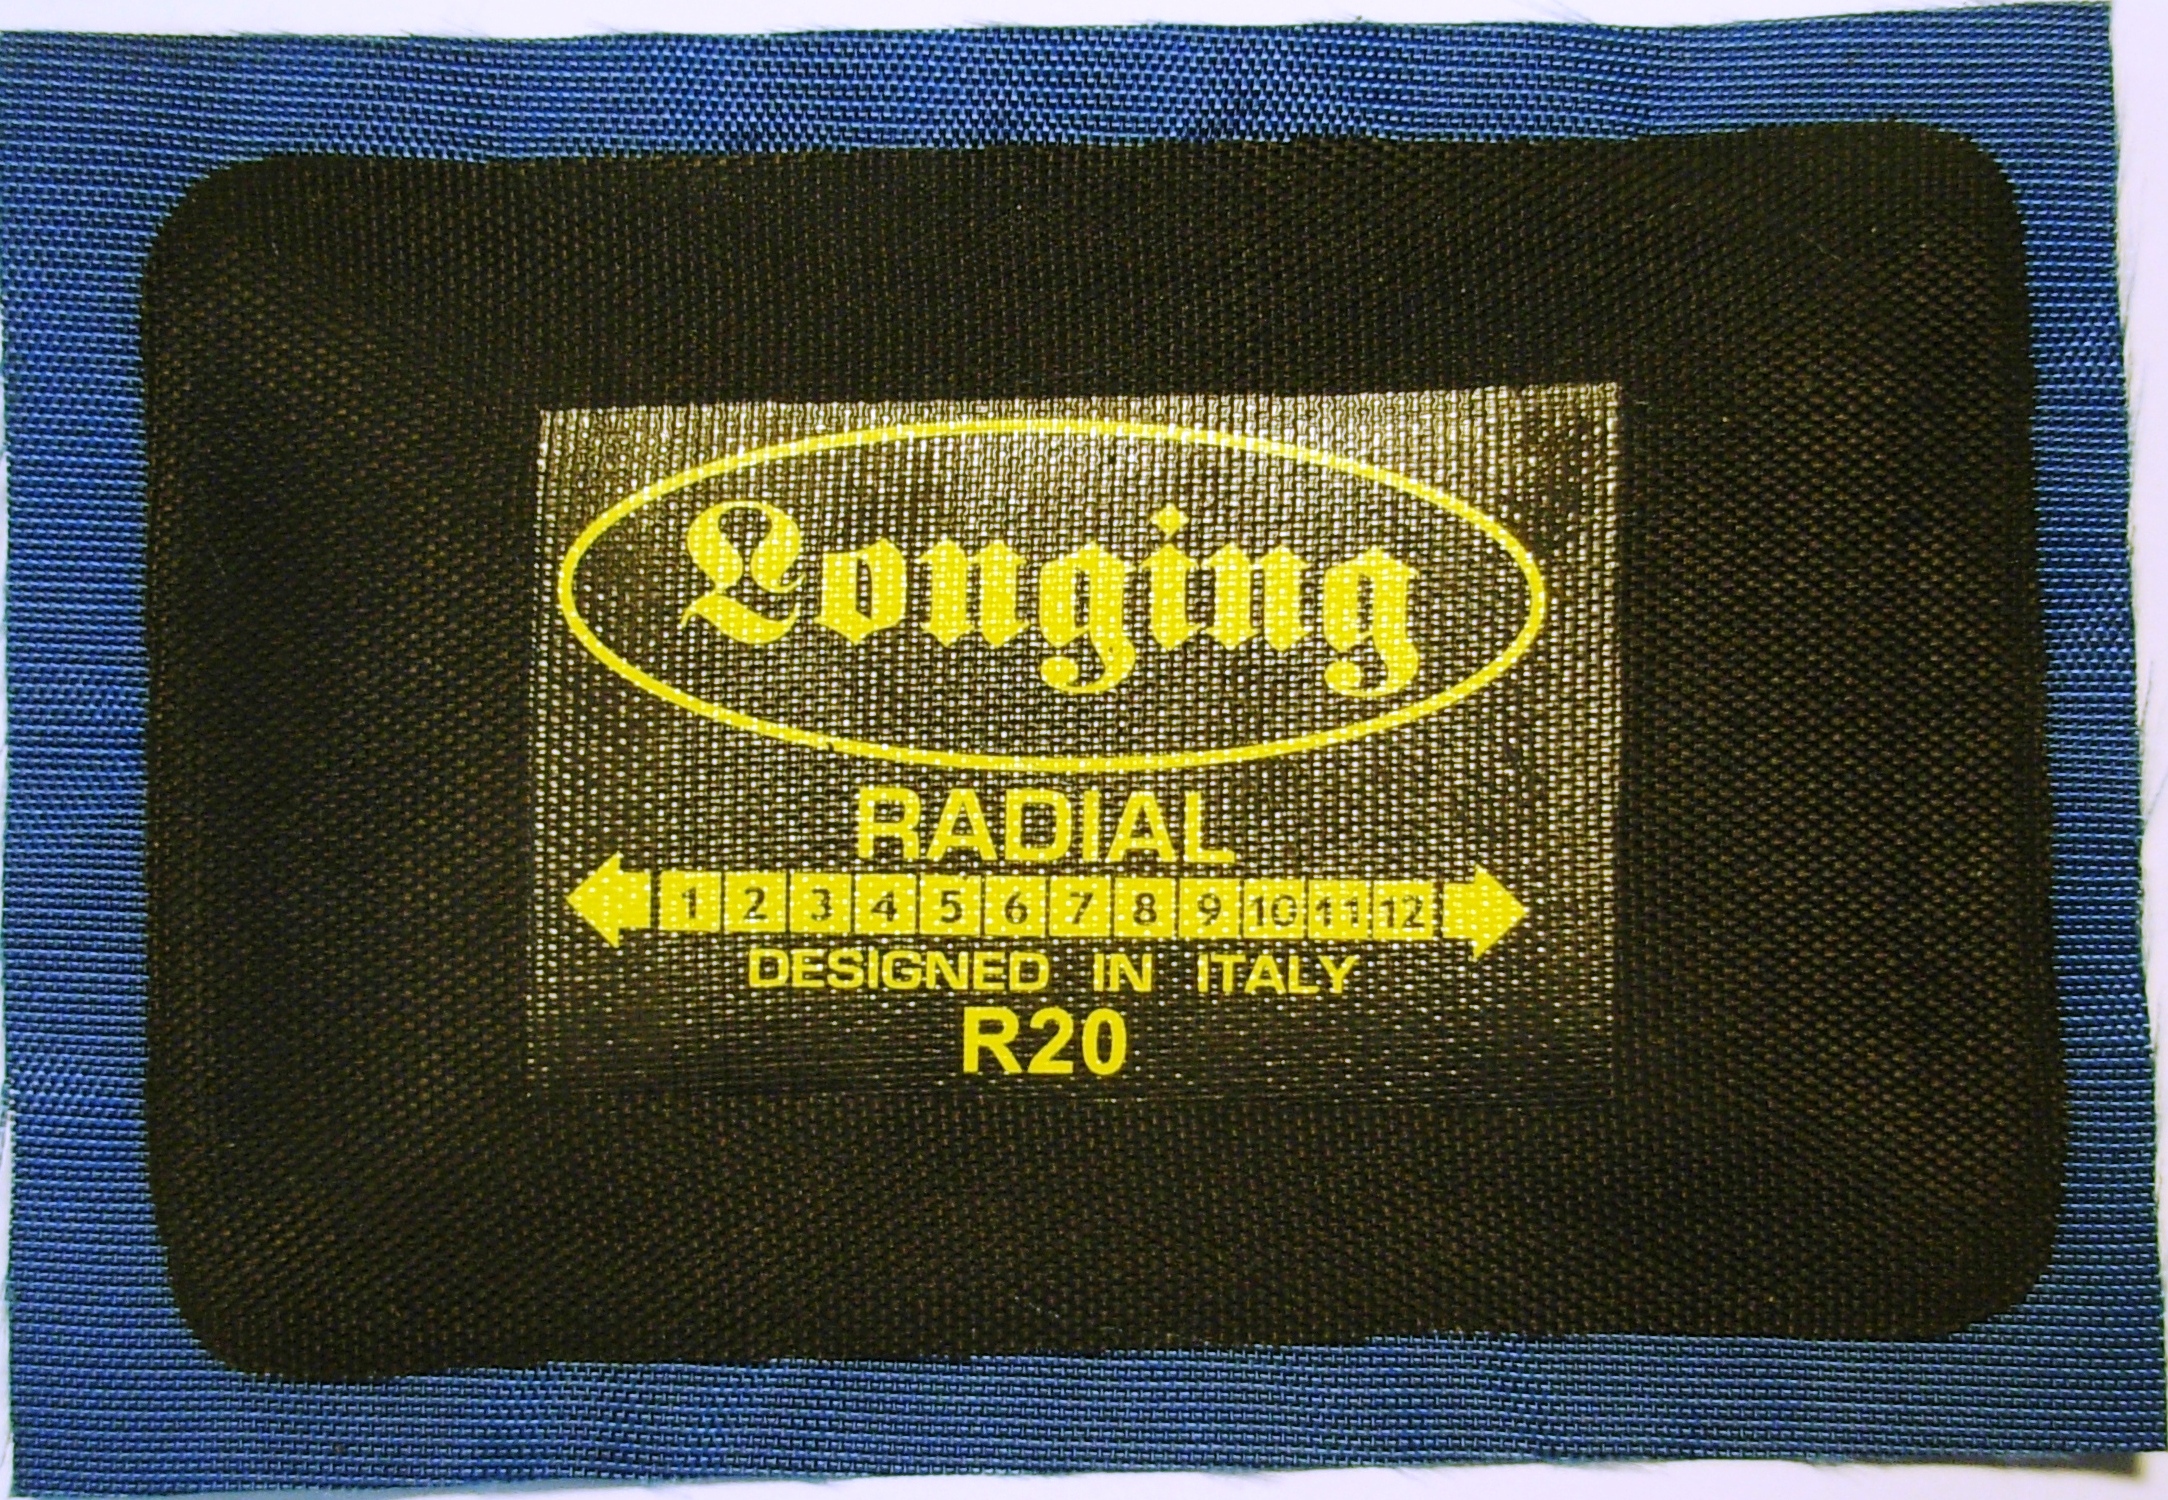 Longing
RADIAL
1 2 3 4 5 6 7 8 9 10 11 12
DESIGNED IN ITALY
R20